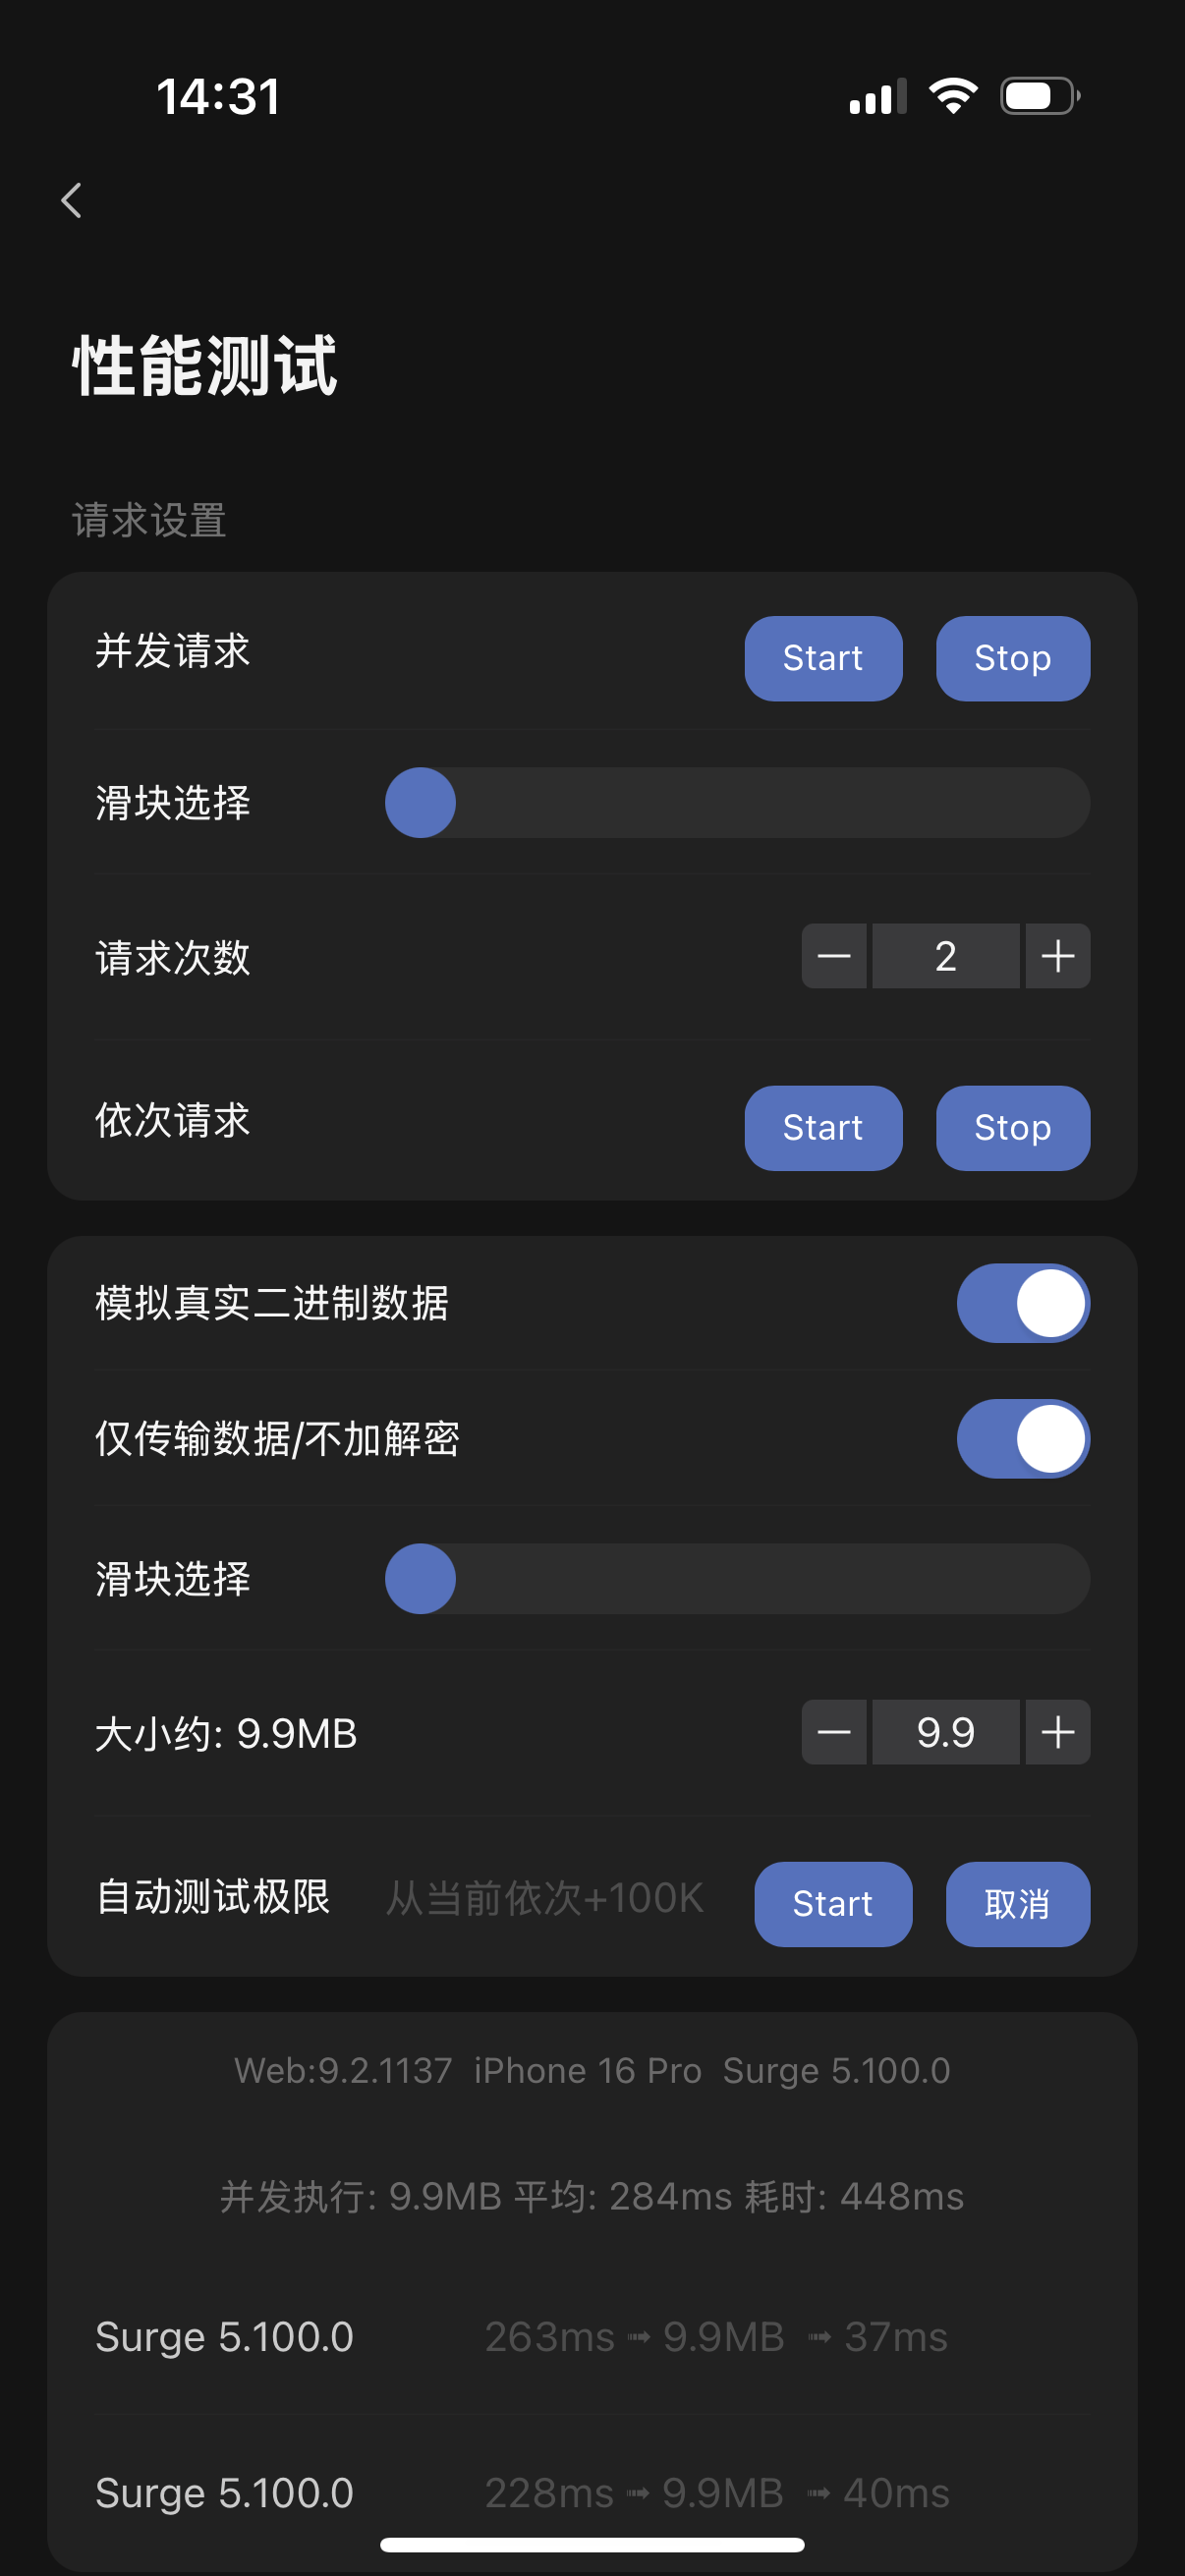 14:31
性能测试
请求设置
并发请求 Start Stop
滑块选择
请求次数 2
依次请求 Start Stop
模拟真实二进制数据
仅传输数据/不加解密
滑块选择
大小约: 9.9MB 9.9
自动测试极限 从当前依次+100K Start 取消
Web:9.2.1137 iPhone 16 Pro Surge 5.100.0
并发执行: 9.9MB 平均: 284ms 耗时: 448ms
Surge 5.100.0 263ms ➟ 9.9MB ➟ 37ms
Surge 5.100.0 228ms ➟ 9.9MB ➟ 40ms